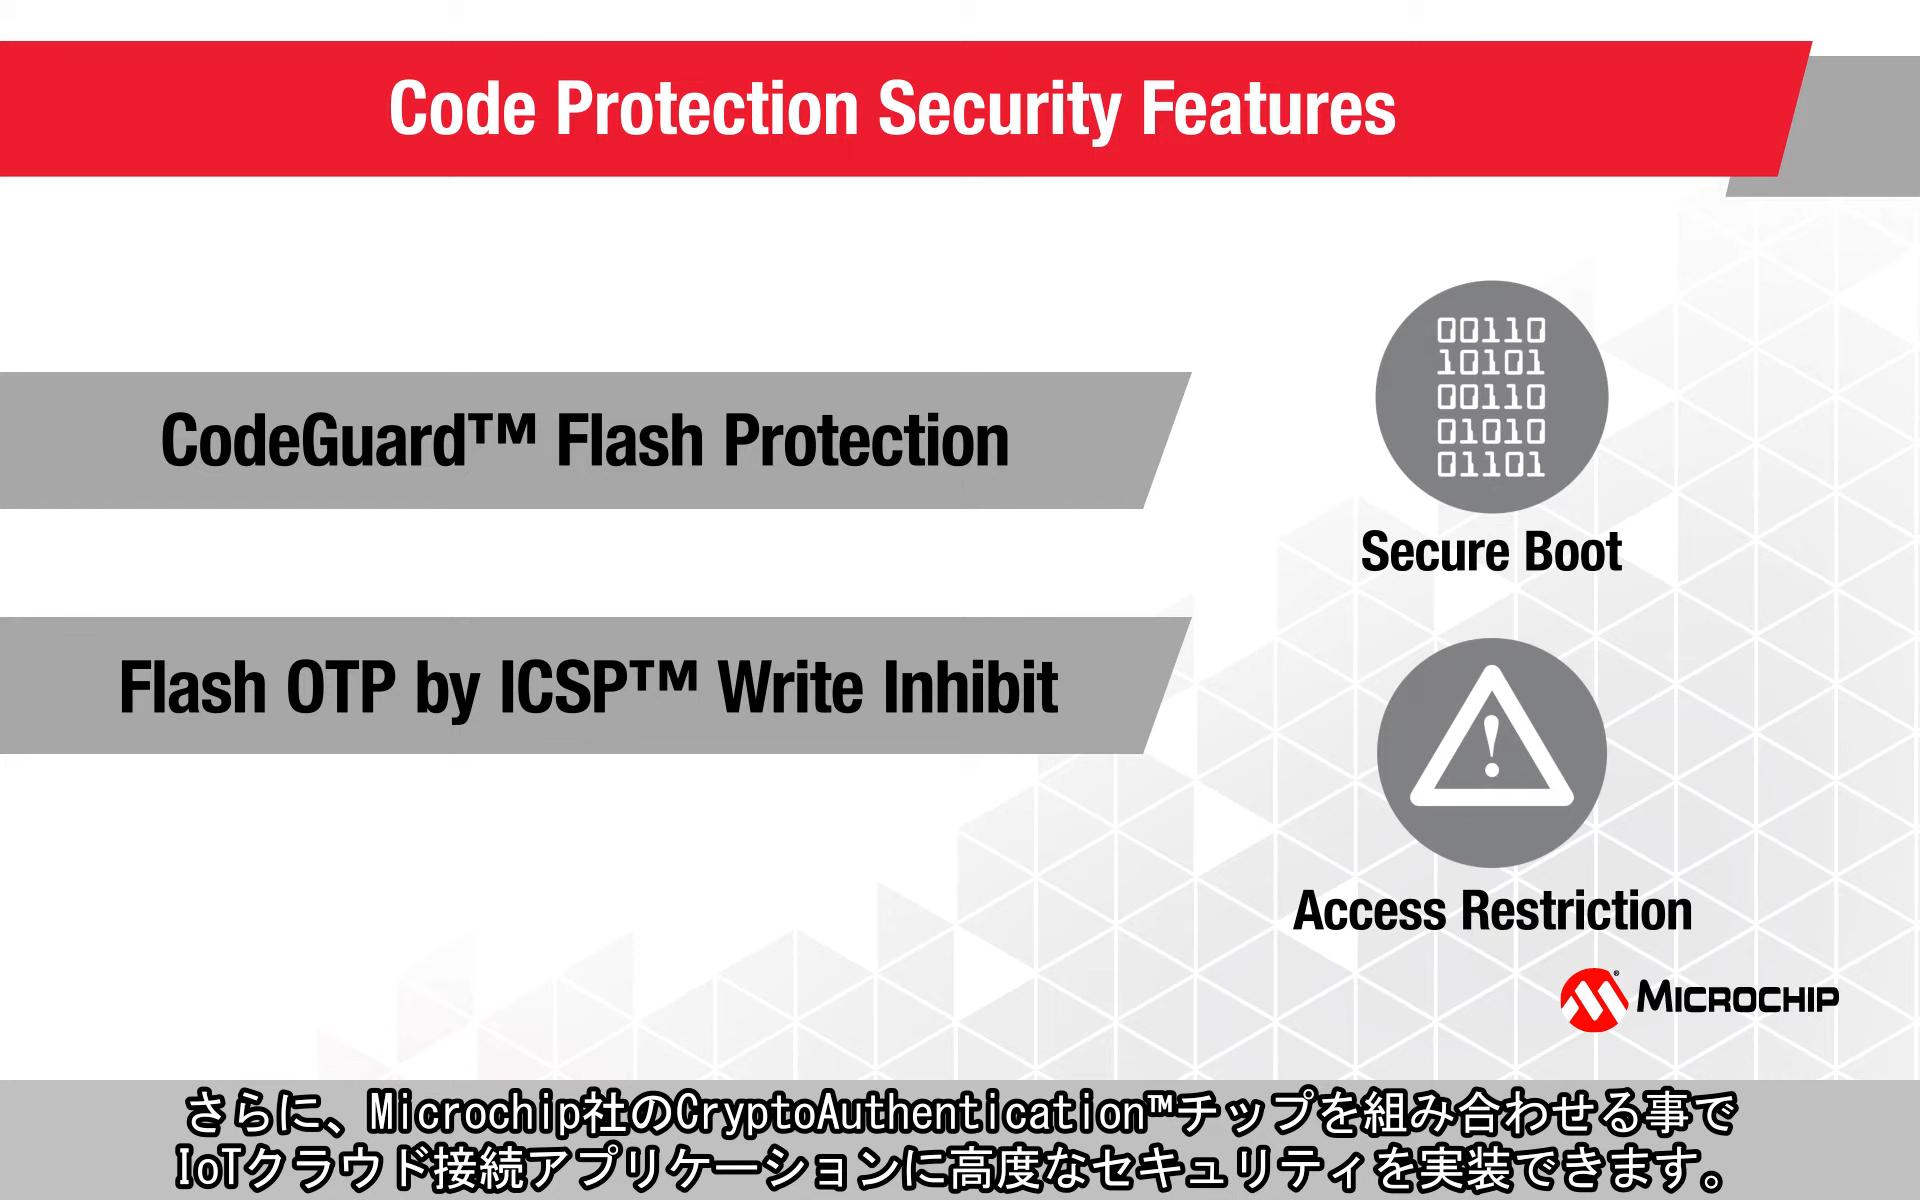 Code Protection Security Features
CodeGuard™ Flash Protection
Flash OTP by ICSP™ Write Inhibit
00110
10101
00110
01010
01101
Secure Boot
!
Access Restriction
MICROCHIP®
さらに、Microchip社のCryptoAuthentication™チップを組み合わせる事で
IoTクラウド接続アプリケーションに高度なセキュリティを実装できます。